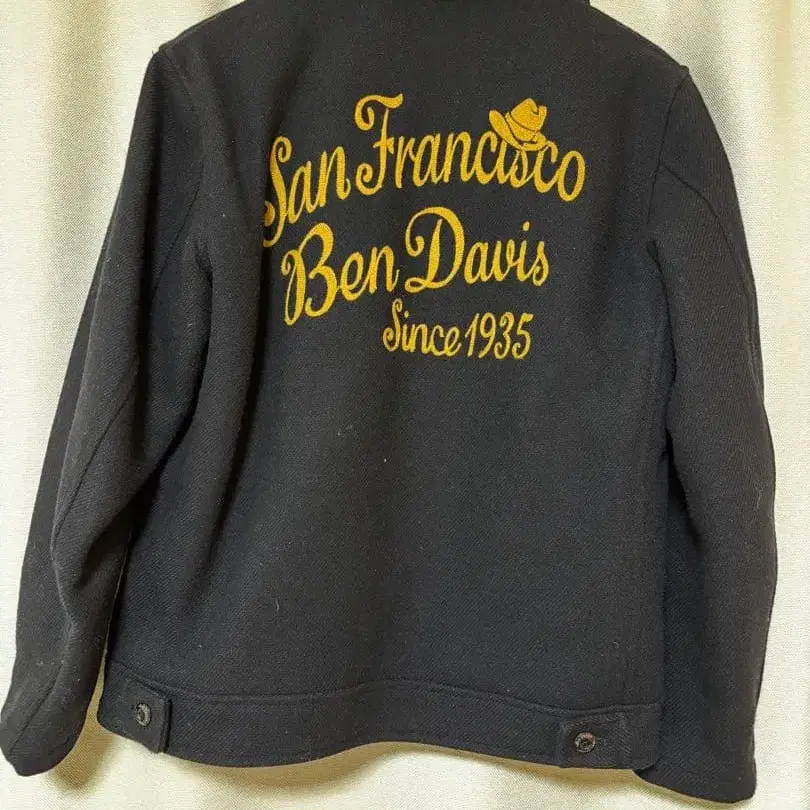 San Francisco
Ben Davis
Since 1935